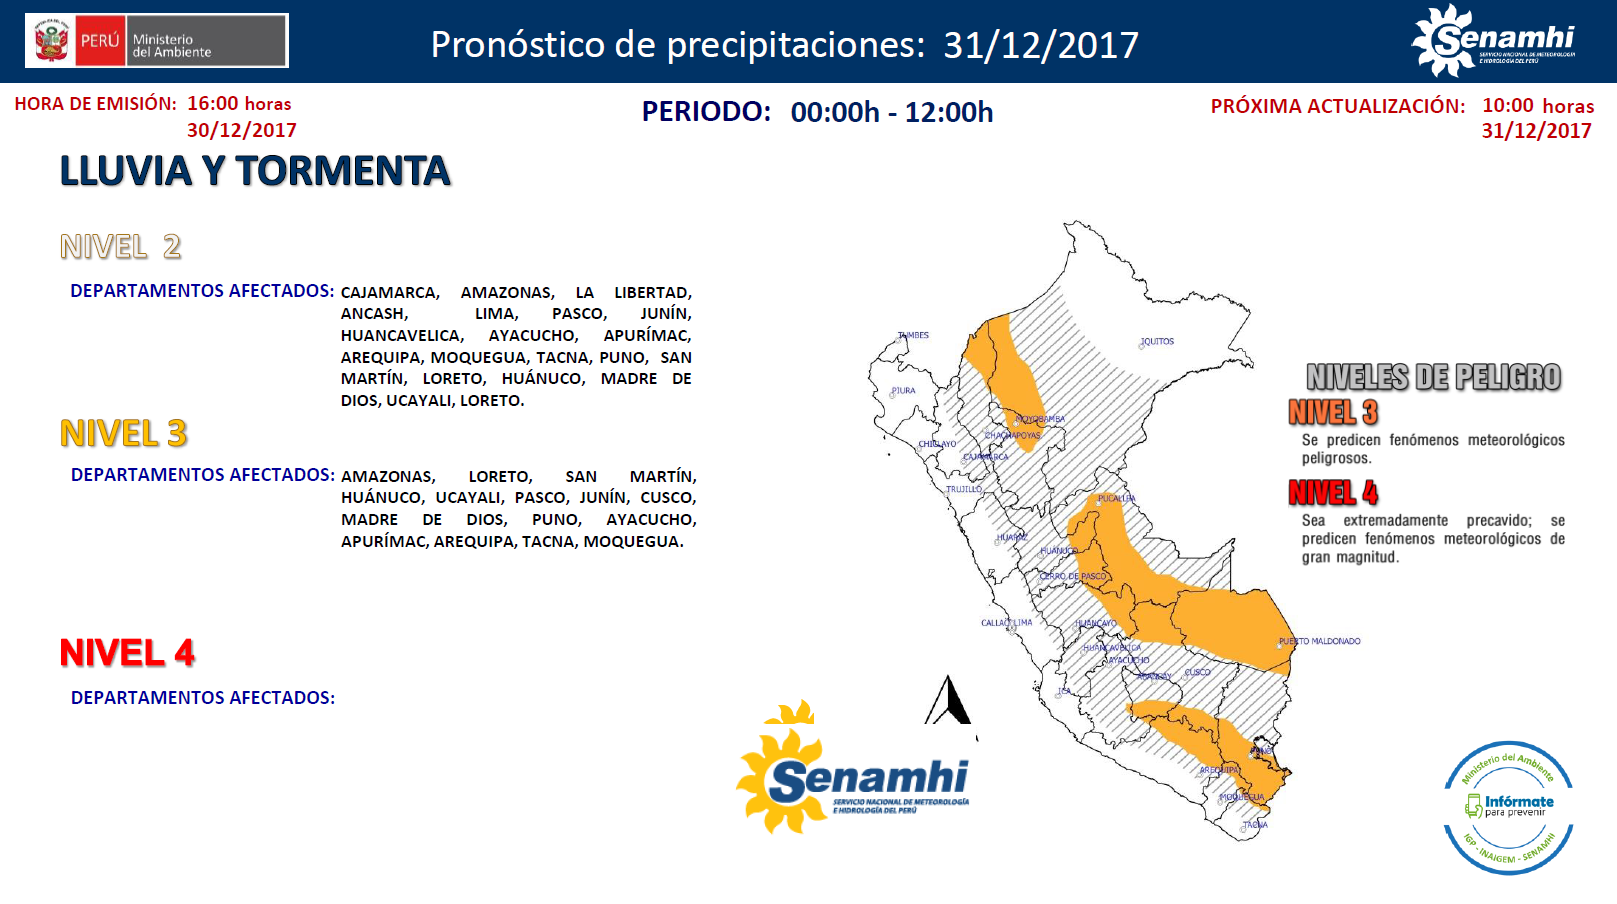 PERÚ
Ministerio
del Ambiente
Pronóstico de precipitaciones: 31/12/2017
Senamhi
SERVICIO NACIONAL DE METEOROLOGÍA
E HIDROLOGÍA DEL PERÚ
HORA DE EMISIÓN: 16:00 horas
30/12/2017
PERIODO: 00:00h - 12:00h
PRÓXIMA ACTUALIZACIÓN: 10:00 horas
31/12/2017
LLUVIA Y TORMENTA
NIVEL 2
DEPARTAMENTOS AFECTADOS: CAJAMARCA, AMAZONAS, LA LIBERTAD,
ANCASH, LIMA, PASCO, JUNÍN,
HUANCAVELICA, AYACUCHO, APURÍMAC,
AREQUIPA, MOQUEGUA, TACNA, PUNO, SAN
MARTÍN, LORETO, HUÁNUCO, MADRE DE
DIOS, UCAYALI, LORETO.
NIVEL 3
DEPARTAMENTOS AFECTADOS: AMAZONAS, LORETO, SAN MARTÍN,
HUÁNUCO, UCAYALI, PASCO, JUNÍN, CUSCO,
MADRE DE DIOS, PUNO, AYACUCHO,
APURÍMAC, AREQUIPA, TACNA, MOQUEGUA.
NIVEL 4
DEPARTAMENTOS AFECTADOS:
TUMBES
IQUITOS
PIURA
MOYOBAMBA
CHACHAPOYAS
CHICLAYO
CAJAMARCA
TRUJILLO
PUCALLPA
HUARAZ
HUANUCO
CERRO DE PASCO
CALLAO LIMA
HUANCAYO
PUERTO MALDONADO
HUANCAVELICA
AYACUCHO
ABANCAY
CUSCO
ICA
PUNO
AREQUIPA
MOQUEGUA
TACNA
NIVELES DE PELIGRO
NIVEL 3
Se predicen fenómenos meteorológicos
peligrosos.
NIVEL 4
Sea extremadamente precavido; se
predicen fenómenos meteorológicos de
gran magnitud.
Senamhi
SERVICIO NACIONAL DE METEOROLOGÍA
E HIDROLOGÍA DEL PERÚ
Ministerio del Ambiente
Infórmate
para prevenir
IGP - INAIGEM - SENAMHI